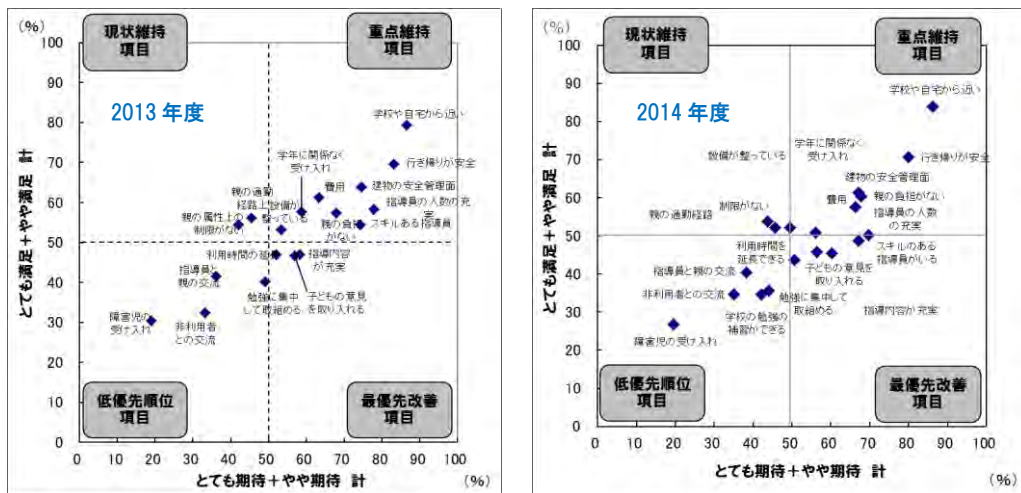 (%)
現状維持
項目
重点維持
項目
100
90
80
70
60
50
40
30
20
10
0
2013 年度
学校や自宅から近い
学年に関係なく
受け入れ
行き帰りが安全
費用
建物の安全管理面
親の通勤
経路上
設備が
整っている
指導員の人数の充
実
親の属性上の
制限がない
親の負担
がない
スキルある指導員
利用時間の延
指導内容
が充実
指導員と
親の交流
勉強に集中
して取組める
子どもの意見
を取り入れる
障害児の
受け入れ
非利用者
との交流
低優先順位
項目
最優先改善
項目
0 10 20 30 40 50 60 70 80 90 100
とても期待+やや期待 計
(%)
とても満足+やや満足 計
(%)
現状維持
項目
重点維持
項目
100
90
80
70
60
50
40
30
20
10
0
2014 年度
学校や自宅から近い
設備が整っている
学年に関係なく
受け入れ
行き帰りが安全
建物の安全管理面
費用
親の負担がない
制限がない
親の通勤経路
指導員の人数
の充実
利用時間を
延長できる
スキルのある
指導員がいる
指導員と親の交流
子どもの意見を
取り入れる
非利用者との交流
勉強に集中して
取組める
学校の勉強の
補習ができる
指導内容が充実
障害児の受け入れ
低優先順位
項目
最優先改善
項目
0 10 20 30 40 50 60 70 80 90 100
とても期待+やや期待 計
(%)
とても満足+やや満足 計